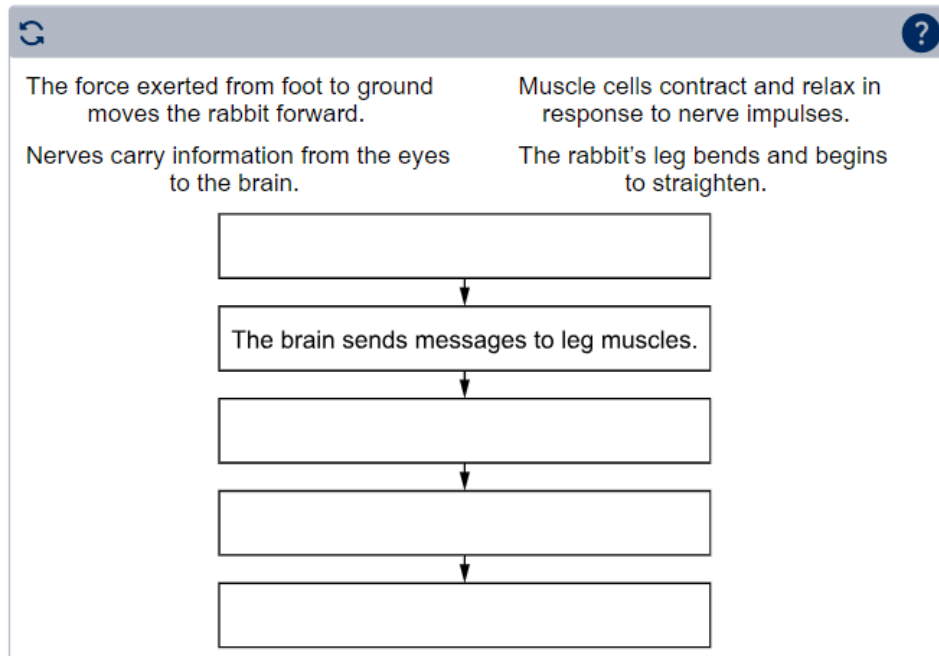 ?
The force exerted from foot to ground
moves the rabbit forward.
Muscle cells contract and relax in
response to nerve impulses.
Nerves carry information from the eyes
to the brain.
The rabbit's leg bends and begins
to straighten.
The brain sends messages to leg muscles.